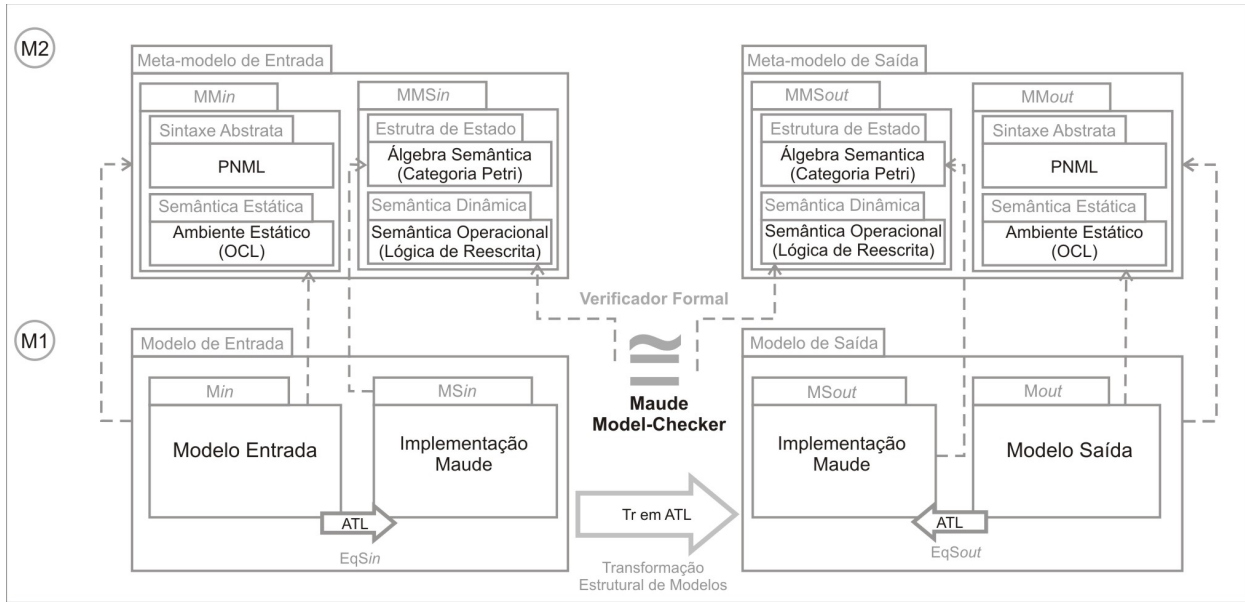 M2
Meta-modelo de Entrada
MMin
Sintaxe Abstrata
PNML
Semântica Estática
Ambiente Estático
(OCL)
MMSin
Estrutra de Estado
Álgebra Semântica
(Categoria Petri)
Semântica Dinâmica
Semântica Operacional
(Lógica de Reescrita)
Meta-modelo de Saída
MMSout
Estrutura de Estado
Álgebra Semantica
(Categoria Petri)
Semântica Dinâmica
Semântica Operacional
(Lógica de Reescrita)
MMout
Sintaxe Abstrata
PNML
Semântica Estática
Ambiente Estático
(OCL)
Verificador Formal
≅
Maude
Model-Checker
M1
Modelo de Entrada
Min
Modelo Entrada
MSin
Implementação
Maude
ATL
EqSin
Tr em ATL
Transformação
Estrutural de Modelos
Modelo de Saída
MSout
Implementação
Maude
Mout
Modelo Saída
ATL
EqSout